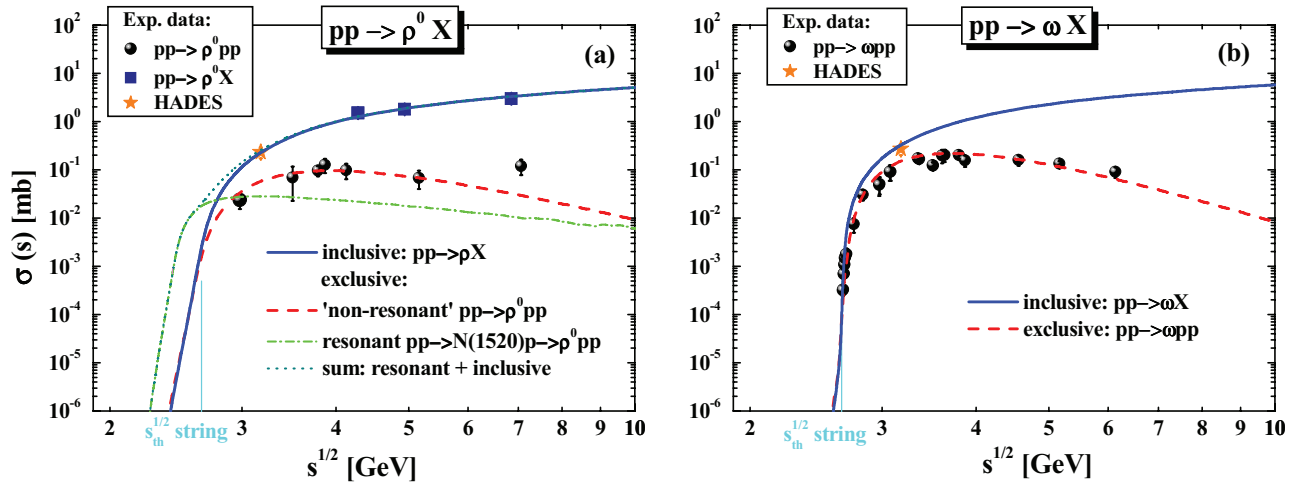 Exp. data:
pp−> ρ⁰pp
pp−> ρ⁰X
HADES
pp −> ρ⁰ X
(a)
σ (s) [mb]
10²
10¹
10⁰
10⁻¹
10⁻²
10⁻³
10⁻⁴
10⁻⁵
10⁻⁶
inclusive: pp−>ρX
exclusive:
'non-resonant' pp−>ρ⁰pp
resonant pp−>N(1520)p−>ρ⁰pp
sum: resonant + inclusive
2 3 4 5 6 7 8 9 10
s_th^1/2 string
s^1/2 [GeV]
Exp. data:
pp−> ωpp
HADES
pp −> ω X
(b)
10²
10¹
10⁰
10⁻¹
10⁻²
10⁻³
10⁻⁴
10⁻⁵
10⁻⁶
inclusive: pp−>ωX
exclusive: pp−>ωpp
2 3 4 5 6 7 8 9 10
s_th^1/2 string
s^1/2 [GeV]